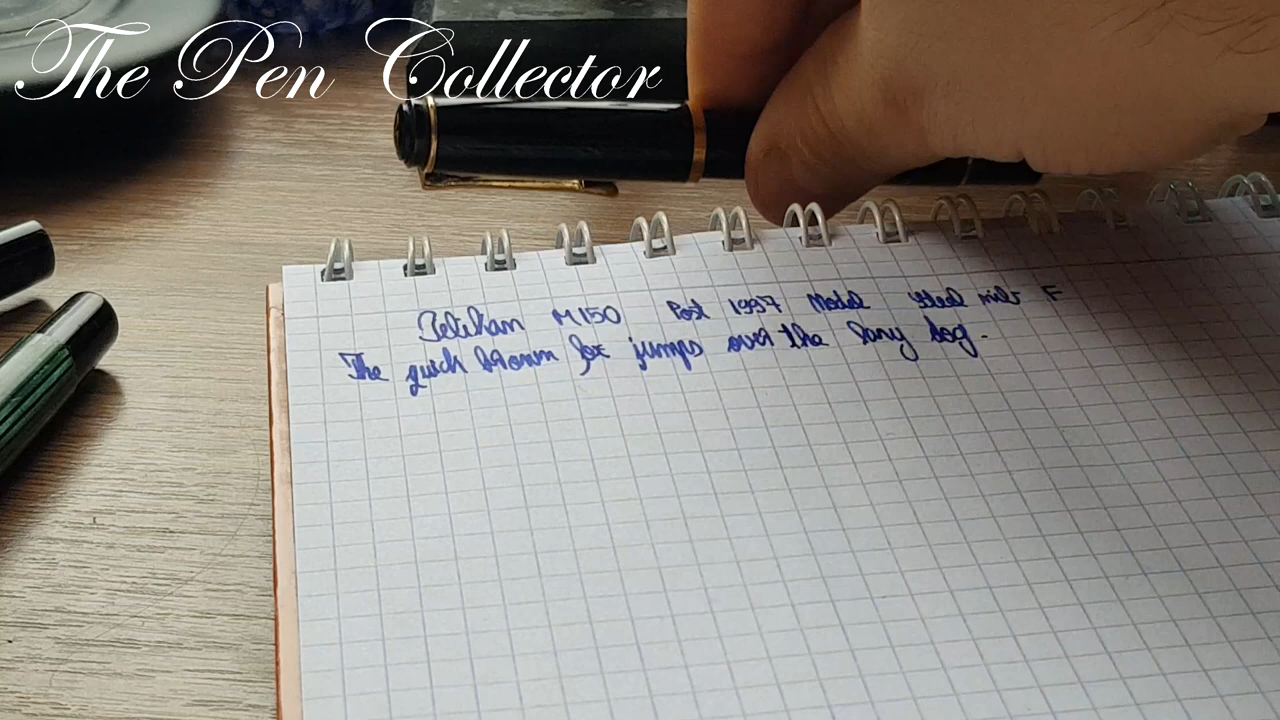 The Pen Collector
Pelikan M150 Post 1997 Model Steel nib F
The quick brown fox jumps over the lazy dog.